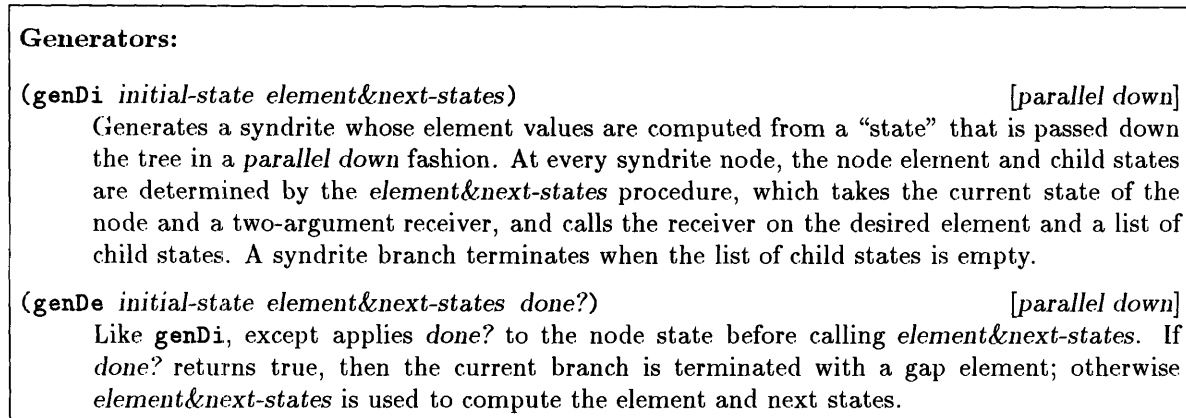 Generators:
(genDi initial-state element&next-states) [parallel down]
Generates a syndrite whose element values are computed from a “state” that is passed down
the tree in a parallel down fashion. At every syndrite node, the node element and child states
are determined by the element&next-states procedure, which takes the current state of the
node and a two-argument receiver, and calls the receiver on the desired element and a list of
child states. A syndrite branch terminates when the list of child states is empty.
(genDe initial-state element&next-states done?) [parallel down]
Like genDi, except applies done? to the node state before calling element&next-states. If
done? returns true, then the current branch is terminated with a gap element; otherwise
element&next-states is used to compute the element and next states.